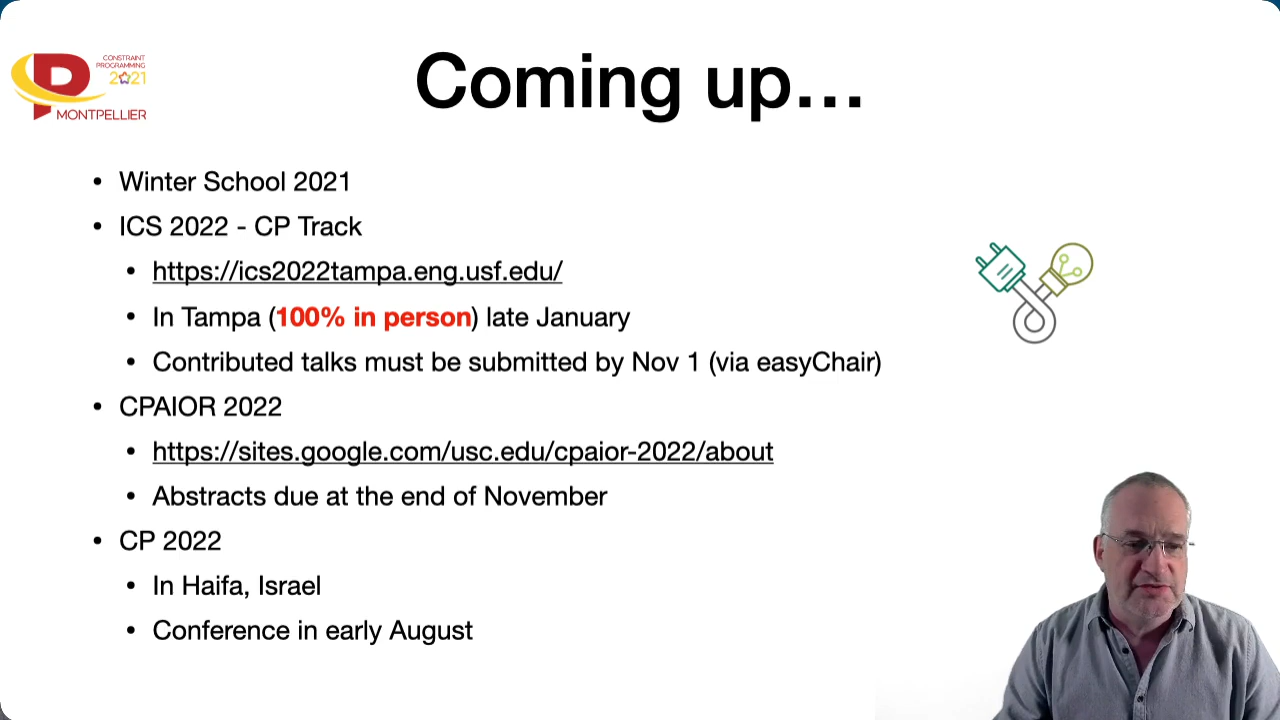 CONSTRAINT
PROGRAMMING
2021
MONTPELLIER
Coming up…
• Winter School 2021
• ICS 2022 - CP Track
• https://ics2022tampa.eng.usf.edu/
• In Tampa (100% in person) late January
• Contributed talks must be submitted by Nov 1 (via easyChair)
• CPAIOR 2022
• https://sites.google.com/usc.edu/cpaior-2022/about
• Abstracts due at the end of November
• CP 2022
• In Haifa, Israel
• Conference in early August